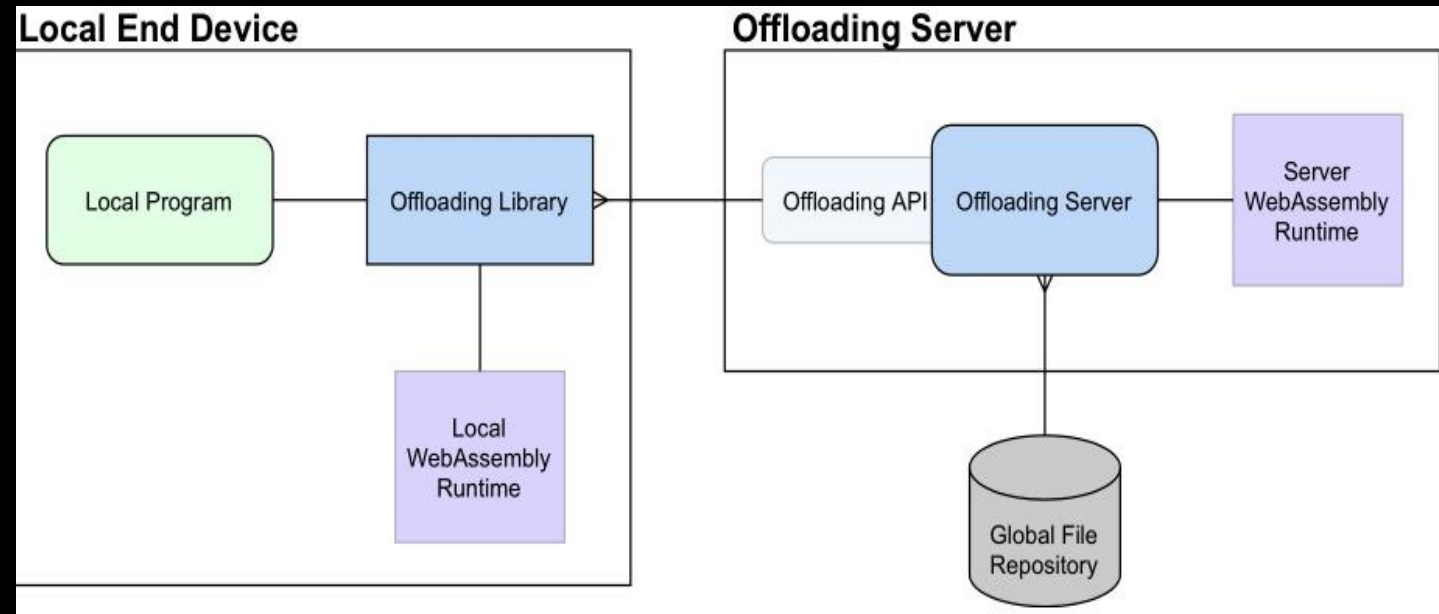 Local End Device
Offloading Server
Local Program
Offloading Library
Offloading API
Offloading Server
Server
WebAssembly
Runtime
Local
WebAssembly
Runtime
Global File
Repository